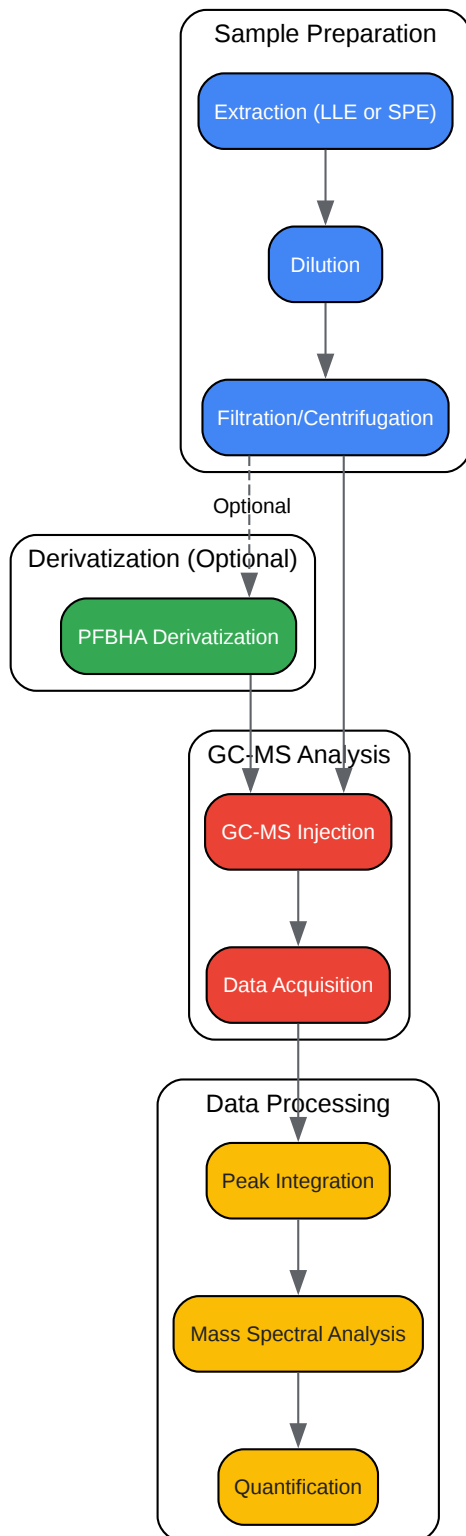 Sample Preparation
Extraction (LLE or SPE)
Dilution
Filtration/Centrifugation
Optional
Derivatization (Optional)
PFBHA Derivatization
GC-MS Analysis
GC-MS Injection
Data Acquisition
Data Processing
Peak Integration
Mass Spectral Analysis
Quantification